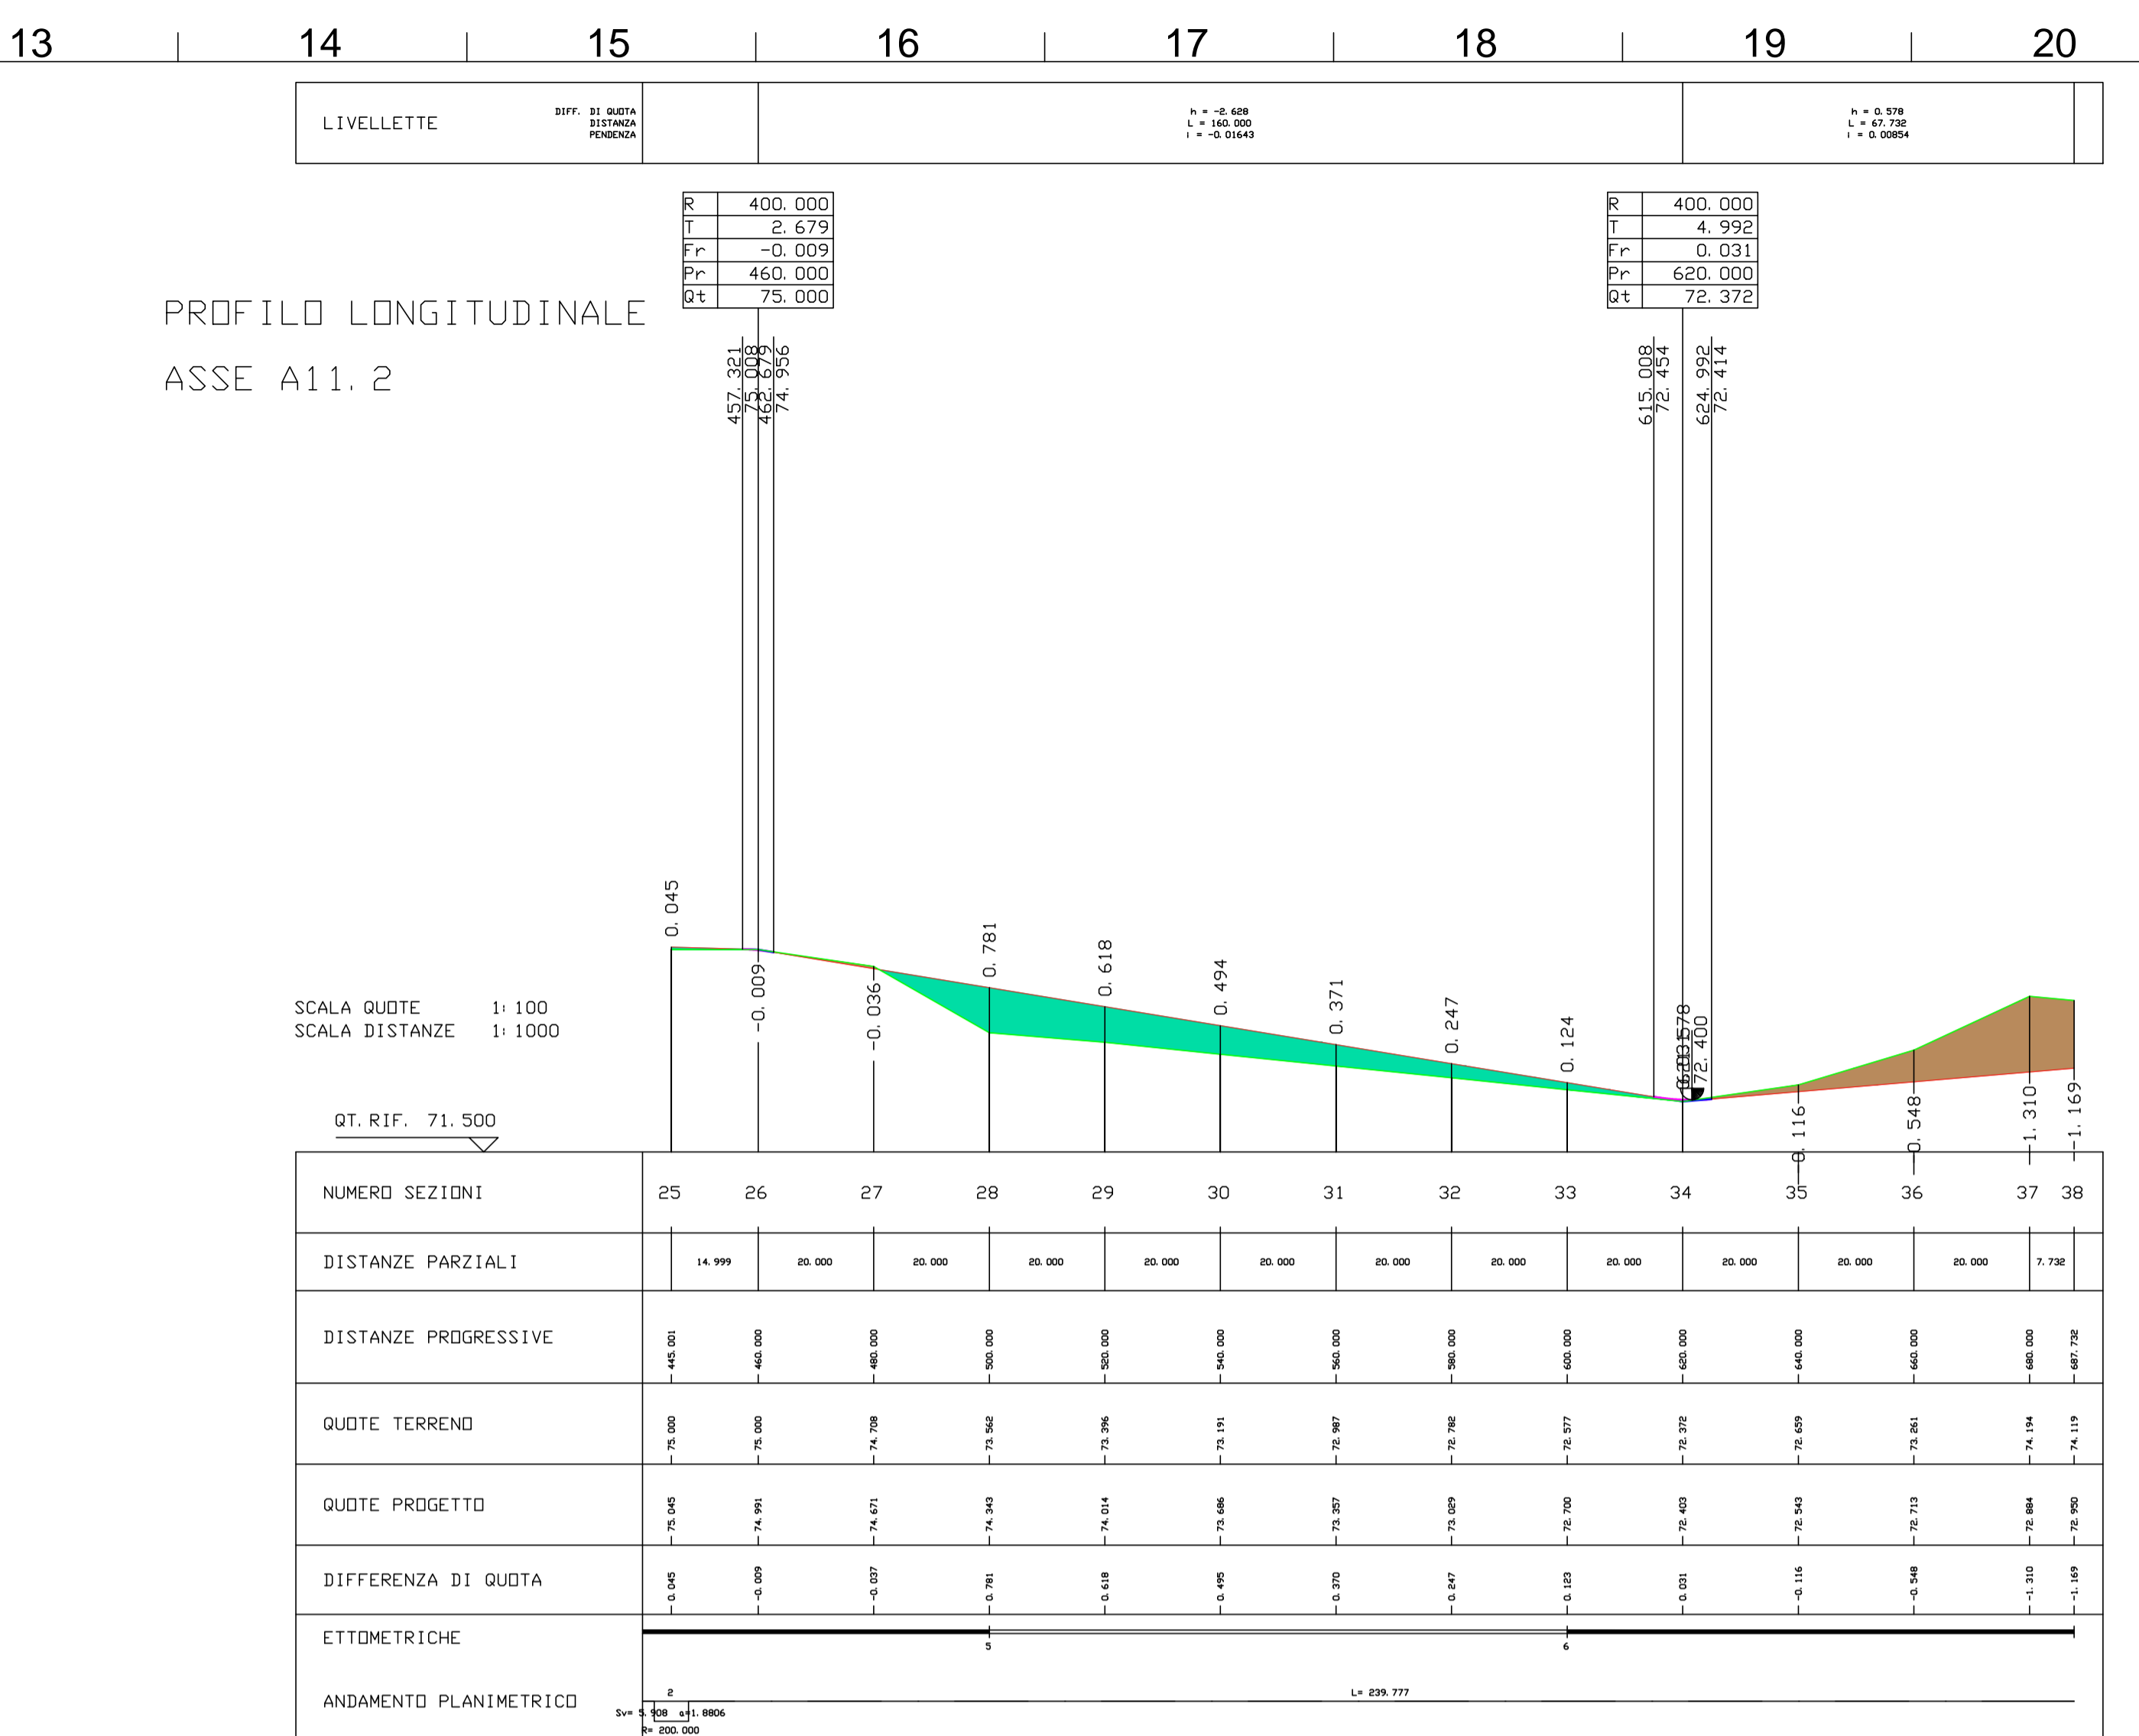 13 14 15 16 17 18 19 20
LIVELLETTE
DIFF. DI QUOTA
DISTANZA
PENDENZA
h = -2.628
L = 160.000
i = -0.01643
h = 0.578
L = 67.732
i = 0.00854
R 400.000
T 2.679
Fr -0.009
Pr 460.000
Qt 75.000
R 400.000
T 4.992
Fr 0.031
Pr 620.000
Qt 72.372
PROFILO LONGITUDINALE
ASSE A11.2
457.321
75.008
462.679
74.956
615.008
72.454
624.992
72.414
0.045
-0.009
-0.036
0.781
0.618
0.494
0.371
0.247
0.124
72.400
-0.116
-0.548
-1.310
-1.169
SCALA QUOTE 1:100
SCALA DISTANZE 1:1000
QT.RIF. 71.500
NUMERO SEZIONI 25 26 27 28 29 30 31 32 33 34 35 36 37 38
DISTANZE PARZIALI 14.999 20.000 20.000 20.000 20.000 20.000 20.000 20.000 20.000 20.000 20.000 20.000 7.732
DISTANZE PROGRESSIVE 445.001 460.000 480.000 500.000 520.000 540.000 560.000 580.000 600.000 620.000 640.000 660.000 680.000 687.732
QUOTE TERRENO 75.000 75.000 74.708 73.562 73.396 73.191 72.987 72.782 72.577 72.372 72.659 73.261 74.194 74.119
QUOTE PROGETTO 75.045 74.991 74.671 74.343 74.014 73.686 73.357 73.029 72.700 72.403 72.543 72.713 72.884 72.950
DIFFERENZA DI QUOTA 0.045 -0.009 -0.037 0.781 0.618 0.495 0.370 0.247 0.123 0.031 -0.116 -0.548 -1.310 -1.169
ETTOMETRICHE 5 6
ANDAMENTO PLANIMETRICO
2
L= 239.777
Sv= 5.908 a=1.8806
R= 200.000